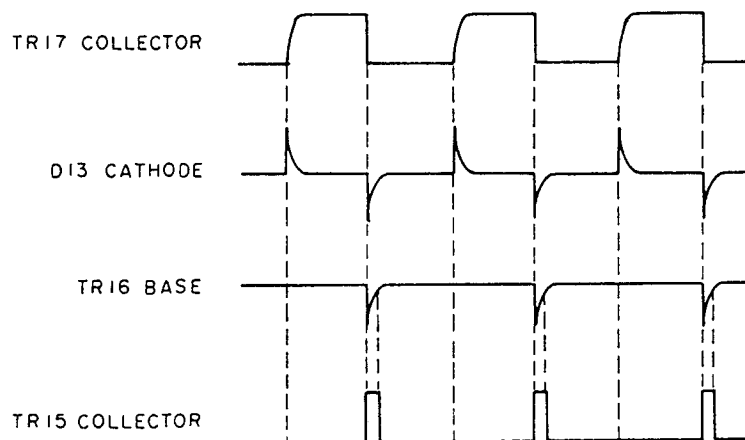 TR17 COLLECTOR
D13 CATHODE
TR16 BASE
TR15 COLLECTOR